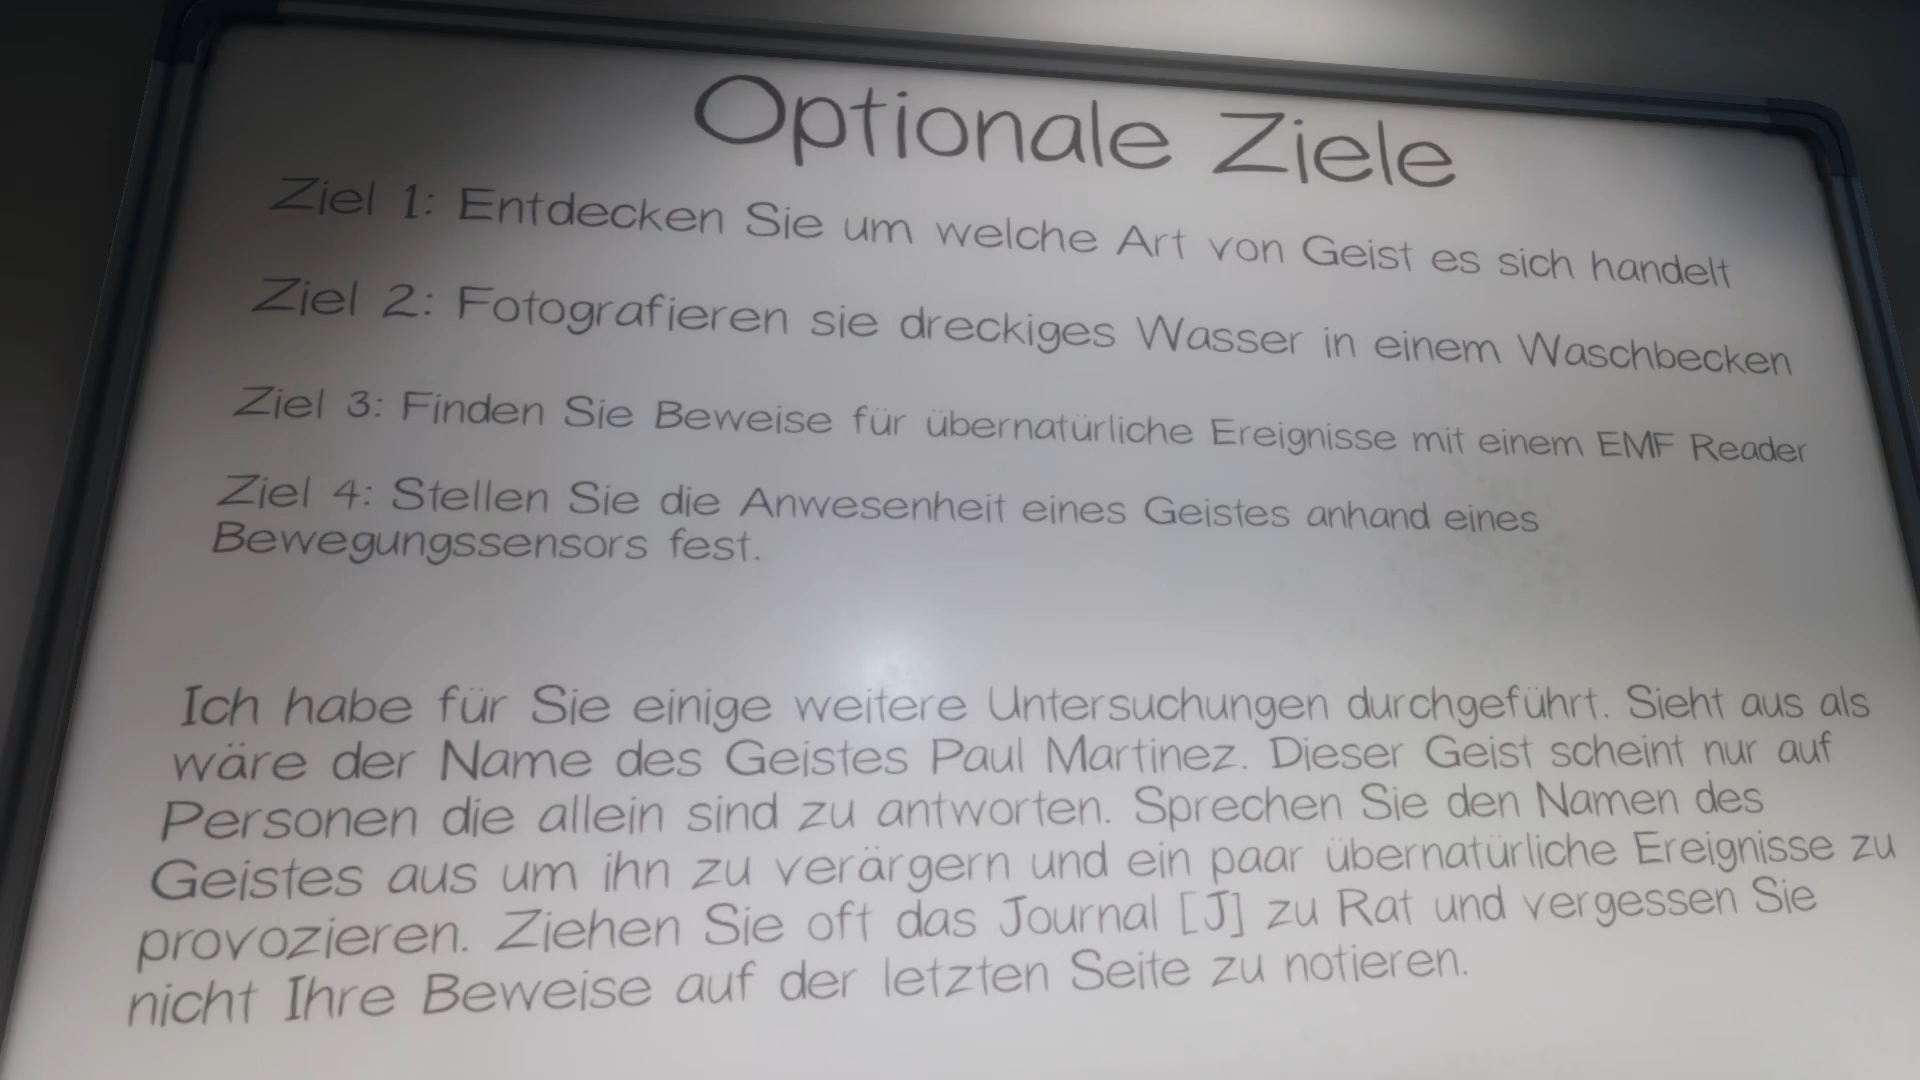 Optionale Ziele
Ziel 1: Entdecken Sie um welche Art von Geist es sich handelt
Ziel 2: Fotografieren sie dreckiges Wasser in einem Waschbecken
Ziel 3: Finden Sie Beweise für übernatürliche Ereignisse mit einem EMF Reader
Ziel 4: Stellen Sie die Anwesenheit eines Geistes anhand eines
Bewegungssensors fest.
Ich habe für Sie einige weitere Untersuchungen durchgeführt. Sieht aus als
wäre der Name des Geistes Paul Martinez. Dieser Geist scheint nur auf
Personen die allein sind zu antworten. Sprechen Sie den Namen des
Geistes aus um ihn zu verärgern und ein paar übernatürliche Ereignisse zu
provozieren. Ziehen Sie oft das Journal [J] zu Rat und vergessen Sie
nicht Ihre Beweise auf der letzten Seite zu notieren.